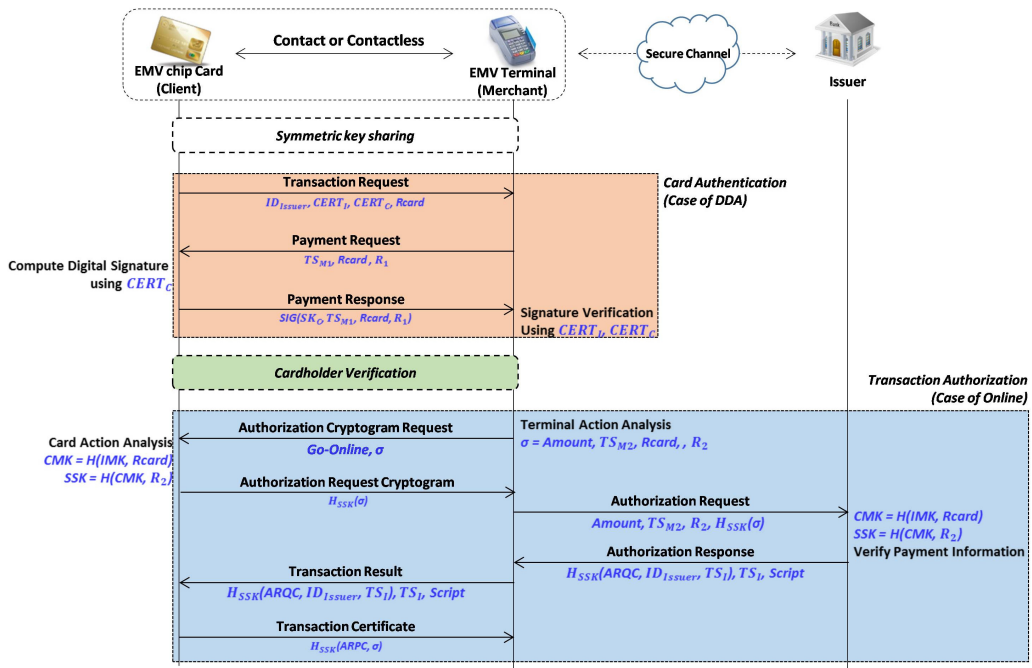 Contact or Contactless
Secure Channel
Bank
EMV chip Card
(Client)
EMV Terminal
(Merchant)
Issuer
Symmetric key sharing
Card Authentication
(Case of DDA)
Transaction Request
ID_Issuer, CERT_I, CERT_C, Rcard
Payment Request
TS_M1, Rcard , R_1
Compute Digital Signature
using CERT_C
Payment Response
SIG(SK_C, TS_M1, Rcard, R_1)
Signature Verification
Using CERT_I, CERT_C
Cardholder Verification
Transaction Authorization
(Case of Online)
Authorization Cryptogram Request
Go-Online, σ
Terminal Action Analysis
σ = Amount, TS_M2, Rcard, , R_2
Card Action Analysis
CMK = H(IMK, Rcard)
SSK = H(CMK, R_2)
Authorization Request Cryptogram
H_SSK(σ)
Authorization Request
Amount, TS_M2, R_2, H_SSK(σ)
CMK = H(IMK, Rcard)
SSK = H(CMK, R_2)
Verify Payment Information
Authorization Response
H_SSK(ARQC, ID_Issuer, TS_I), TS_I, Script
Transaction Result
H_SSK(ARQC, ID_Issuer, TS_I), TS_I, Script
Transaction Certificate
H_SSK(ARPC, σ)